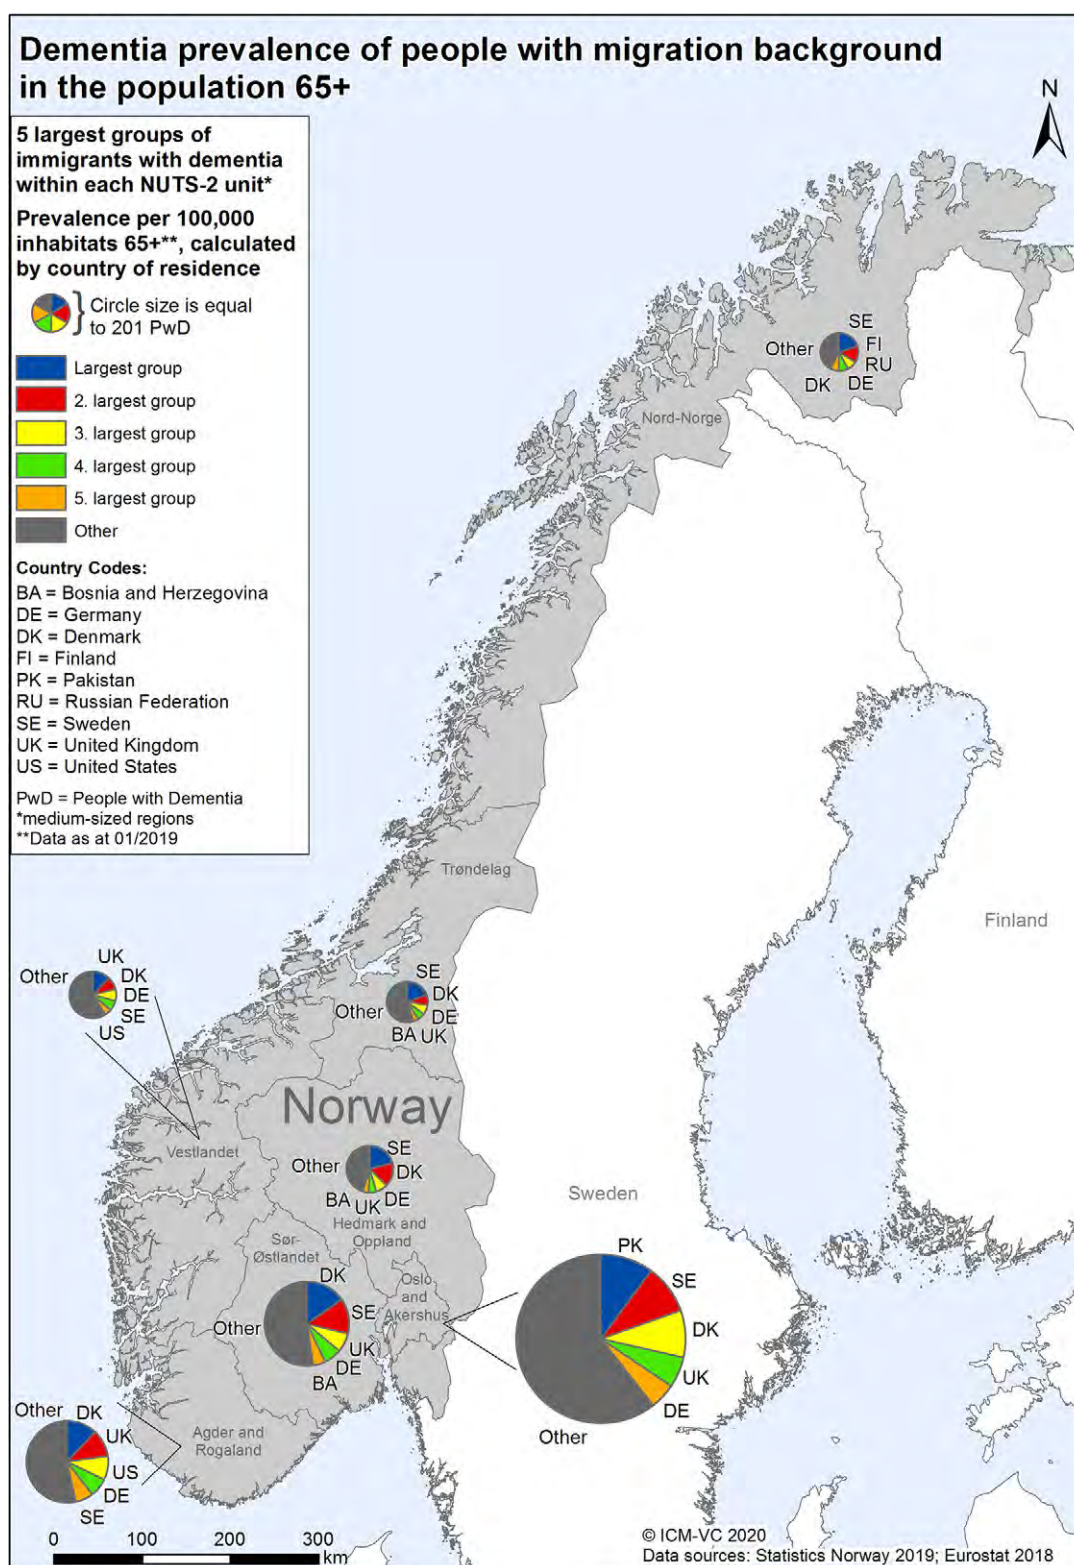 Dementia prevalence of people with migration background
in the population 65+
N
5 largest groups of
immigrants with dementia
within each NUTS-2 unit*
Prevalence per 100,000
inhabitats 65+**, calculated
by country of residence
Circle size is equal
to 201 PwD
Largest group
2. largest group
3. largest group
4. largest group
5. largest group
Other
Country Codes:
BA = Bosnia and Herzegovina
DE = Germany
DK = Denmark
FI = Finland
PK = Pakistan
RU = Russian Federation
SE = Sweden
UK = United Kingdom
US = United States
PwD = People with Dementia
*medium-sized regions
**Data as at 01/2019
SE
Other
FI
RU
DK
DE
Nord-Norge
Trøndelag
Finland
UK
Other
DK
DE
SE
US
SE
DK
Other
DE
BA
UK
Norway
Vestlandet
SE
Other
DK
BA
UK
DE
Hedmark and
Oppland
Sweden
Sør-
Østlandet
DK
SE
Other
UK
DE
BA
Oslo
and
Akershus
PK
SE
DK
UK
DE
Other
Other
DK
UK
US
DE
SE
Agder and
Rogaland
0 100 200 300
km
© ICM-VC 2020
Data sources: Statistics Norway 2019; Eurostat 2018